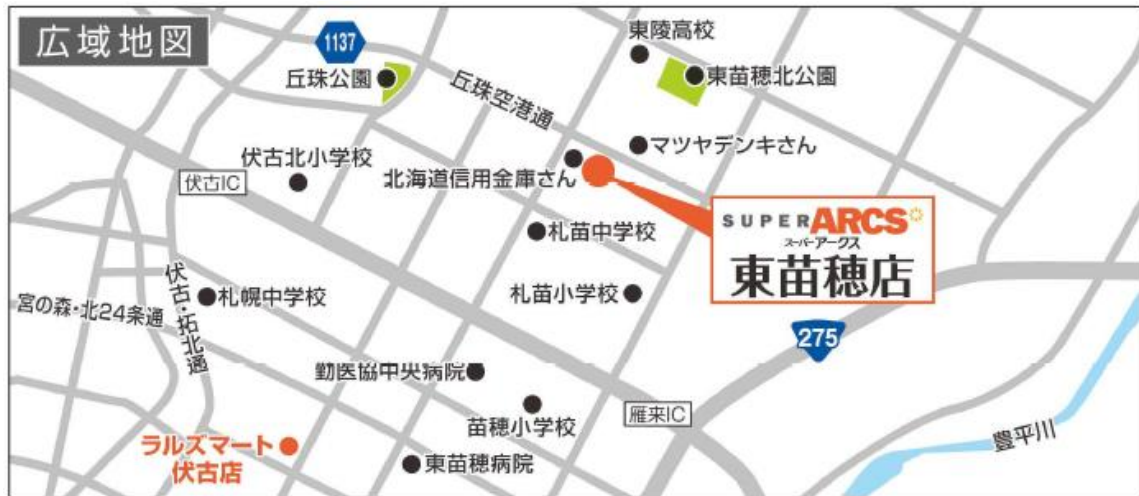 広域地図
1137
東陵高校
丘珠公園
東苗穂北公園
丘珠空港通
マツヤデンキさん
伏古北小学校
北海道信用金庫さん
伏古IC
SUPER ARCS
スーパーアークス
東苗穂店
札苗中学校
札苗小学校
札幌中学校
宮の森・北24条通
伏古・拓北通
275
勤医協中央病院
苗穂小学校
雁来IC
豊平川
ラルズマート
伏古店
東苗穂病院